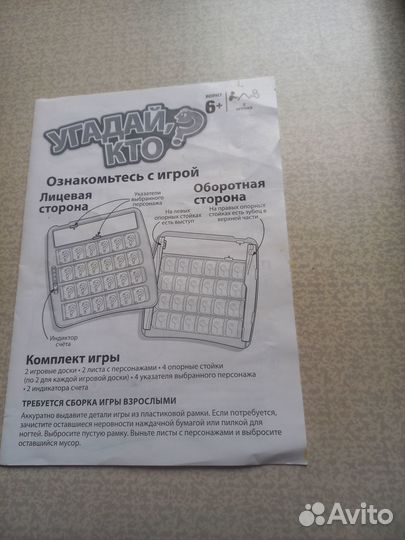 УГАДАЙ,
КТО?
ВОЗРАСТ
6+
2
ИГРОКА
Ознакомьтесь с игрой
Лицевая
сторона
Указатели
выбранного
персонажа
На левых
опорных стойках
есть выступ
Оборотная
сторона
На правых опорных
стойках есть зубец в
верхней части
Индиктор
счёта
Комплект игры
2 игровые доски • 2 листа с персонажами • 4 опорные стойки
(по 2 для каждой игровой доски) • 4 указателя выбранного персонажа
• 2 индикатора счета
ТРЕБУЕТСЯ СБОРКА ИГРЫ ВЗРОСЛЫМИ
Аккуратно выдавите детали игры из пластиковой рамки. Если потребуется,
зачистите оставшиеся неровности наждачной бумагой или пилкой для
ногтей. Выбросите пустую рамку. Выньте листы с персонажами и выбросите
оставшийся мусор.
Avito